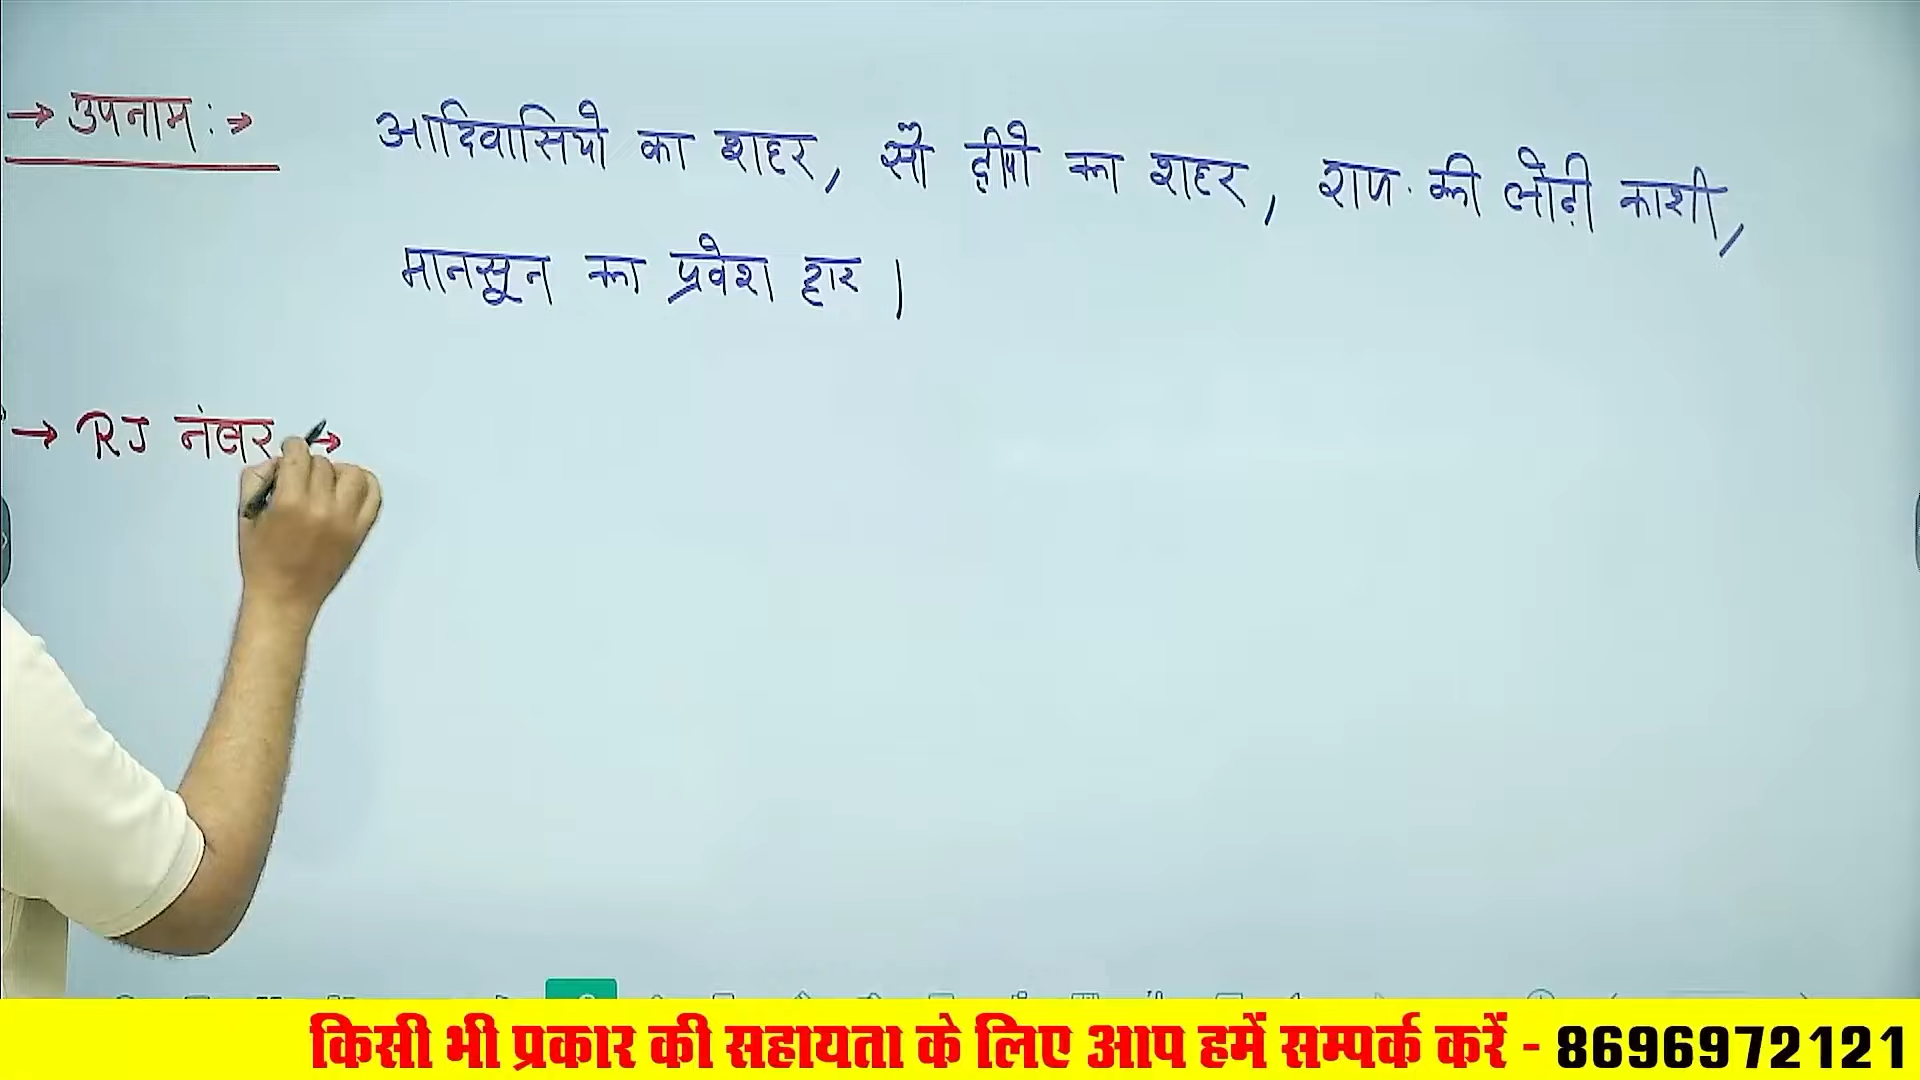 → उपनाम :→ आदिवासियो का शहर, सौ द्वीपो का शहर, राज. की लोढ़ी काशी,
मानसून का प्रवेश द्वार |
→ RJ नंबर →
किसी भी प्रकार की सहायता के लिए आप हमें सम्पर्क करें - 8696972121